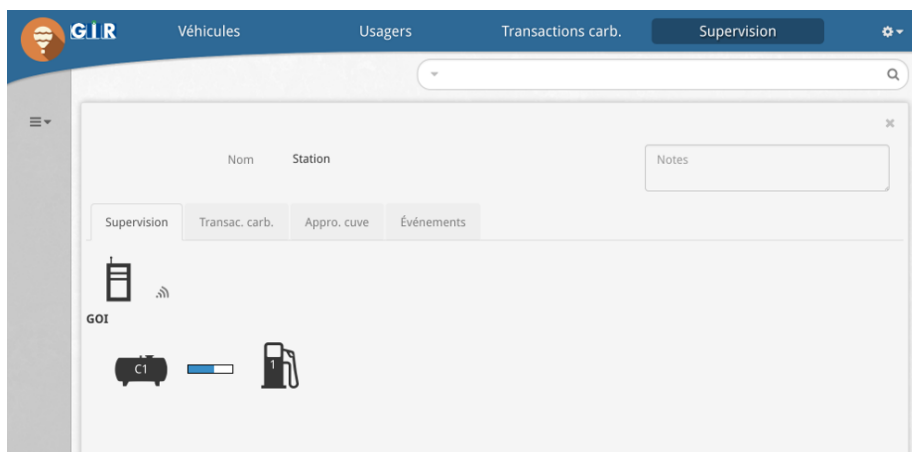 GIR Véhicules Usagers Transactions carb. Supervision
Nom Station Notes
Supervision Transac. carb. Appro. cuve Événements
GOI
C1 1